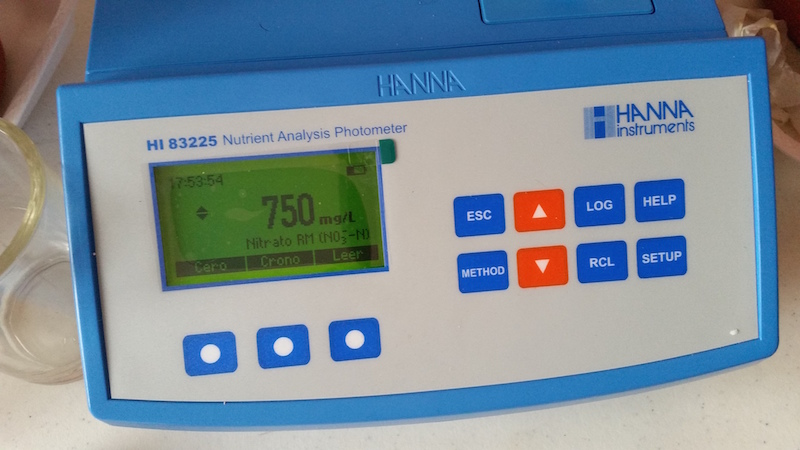 HANNA
HI 83225 Nutrient Analysis Photometer
HANNA
instruments
17:53:54
750 mg/L
Nitrato RM (NO3-N)
Cero Crono Leer
ESC
LOG
HELP
METHOD
RCL
SETUP